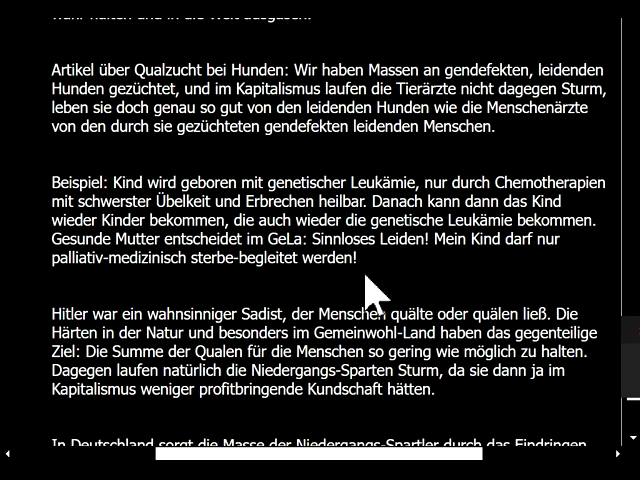 Artikel über Qualzucht bei Hunden: Wir haben Massen an gendefekten, leidenden
Hunden gezüchtet, und im Kapitalismus laufen die Tierärzte nicht dagegen Sturm,
leben sie doch genau so gut von den leidenden Hunden wie die Menschenärzte
von den durch sie gezüchteten gendefekten leidenden Menschen.
Beispiel: Kind wird geboren mit genetischer Leukämie, nur durch Chemotherapien
mit schwerster Übelkeit und Erbrechen heilbar. Danach kann dann das Kind
wieder Kinder bekommen, die auch wieder die genetische Leukämie bekommen.
Gesunde Mutter entscheidet im GeLa: Sinnloses Leiden! Mein Kind darf nur
palliativ-medizinisch sterbe-begleitet werden!
Hitler war ein wahnsinniger Sadist, der Menschen quälte oder quälen ließ. Die
Härten in der Natur und besonders im Gemeinwohl-Land haben das gegenteilige
Ziel: Die Summe der Qualen für die Menschen so gering wie möglich zu halten.
Dagegen laufen natürlich die Niedergangs-Sparten Sturm, da sie dann ja im
Kapitalismus weniger profitbringende Kundschaft hätten.
In Deutschland sorgt die Masse der Niedergangs-Spartler durch das Eindringen